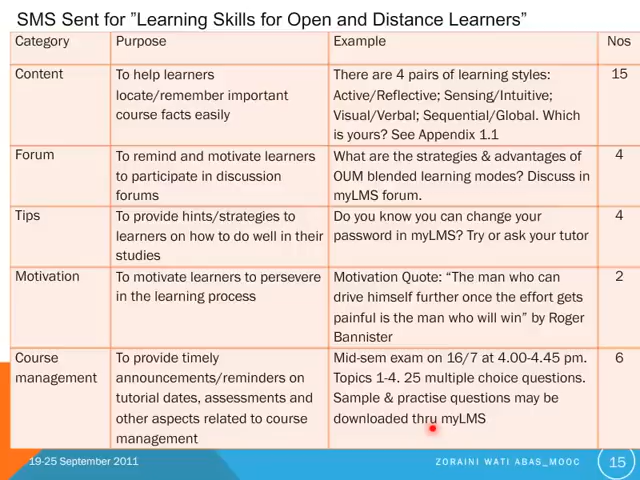 SMS Sent for ”Learning Skills for Open and Distance Learners”
Category Purpose Example Nos
Content To help learners locate/remember important course facts easily There are 4 pairs of learning styles: Active/Reflective; Sensing/Intuitive; Visual/Verbal; Sequential/Global. Which is yours? See Appendix 1.1 15
Forum To remind and motivate learners to participate in discussion forums What are the strategies & advantages of OUM blended learning modes? Discuss in myLMS forum. 4
Tips To provide hints/strategies to learners on how to do well in their studies Do you know you can change your password in myLMS? Try or ask your tutor 4
Motivation To motivate learners to persevere in the learning process Motivation Quote: “The man who can drive himself further once the effort gets painful is the man who will win” by Roger Bannister 2
Course management To provide timely announcements/reminders on tutorial dates, assessments and other aspects related to course management Mid-sem exam on 16/7 at 4.00-4.45 pm. Topics 1-4. 25 multiple choice questions. Sample & practise questions may be downloaded thru myLMS 6
19-25 September 2011 ZORAINI WATI ABAS_MOOC 15